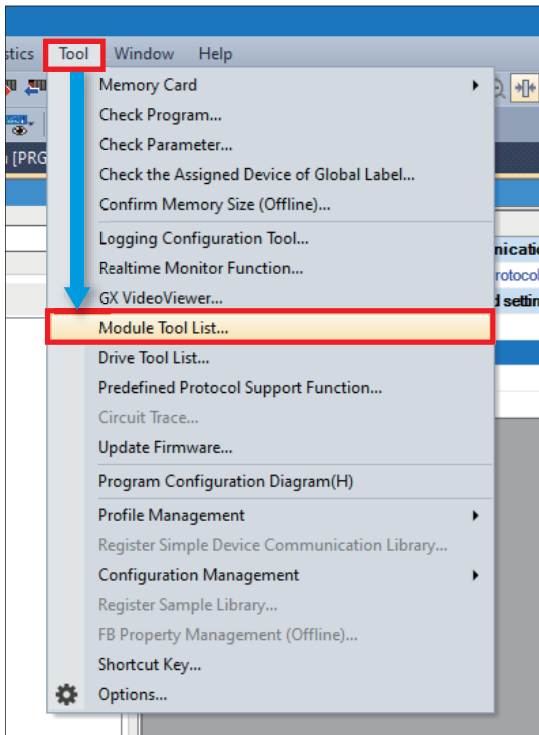 Tool Window Help
Memory Card
Check Program...
Check Parameter...
[PRG
Check the Assigned Device of Global Label...
Confirm Memory Size (Offline)...
Logging Configuration Tool...
Realtime Monitor Function...
GX VideoViewer...
Module Tool List...
Drive Tool List...
Predefined Protocol Support Function...
Circuit Trace...
Update Firmware...
Program Configuration Diagram(H)
Profile Management
Register Simple Device Communication Library...
Configuration Management
Register Sample Library...
FB Property Management (Offline)...
Shortcut Key...
Options...